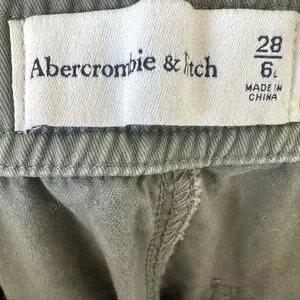 Abercrombie & Fitch
28
6L
MADE IN
CHINA